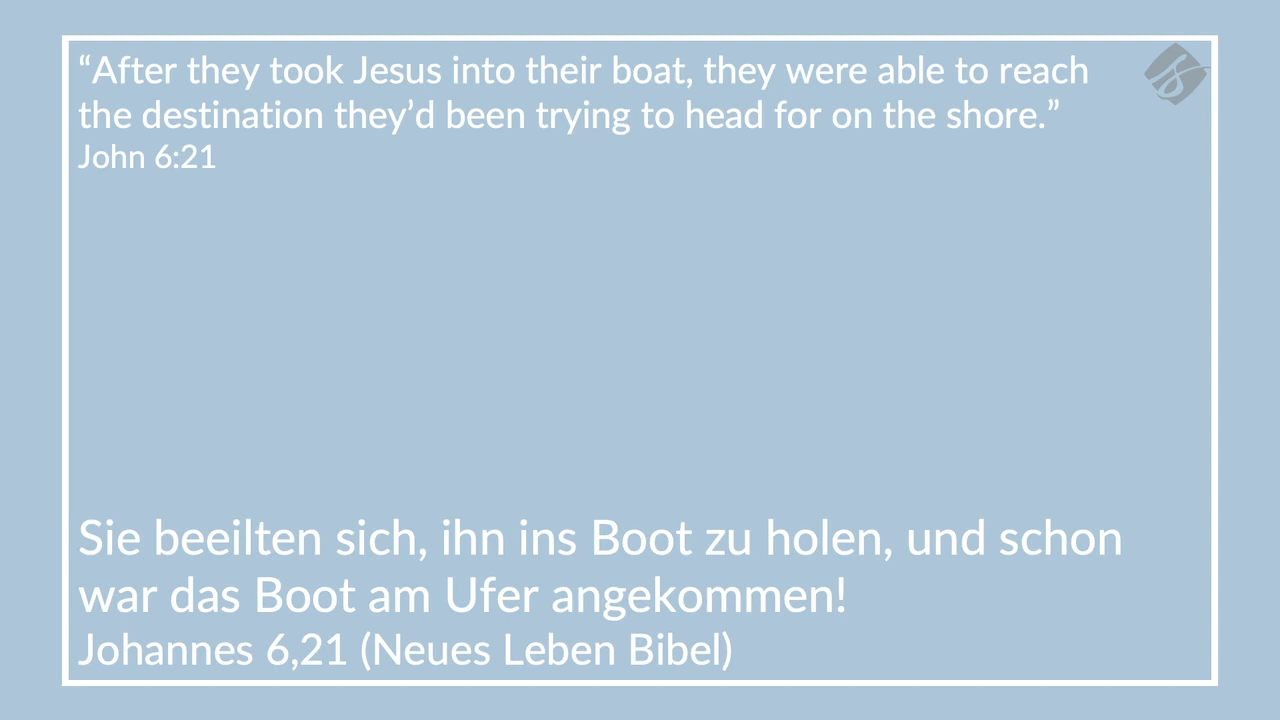 “After they took Jesus into their boat, they were able to reach
the destination they’d been trying to head for on the shore.”
John 6:21
Sie beeilten sich, ihn ins Boot zu holen, und schon
war das Boot am Ufer angekommen!
Johannes 6,21 (Neues Leben Bibel)